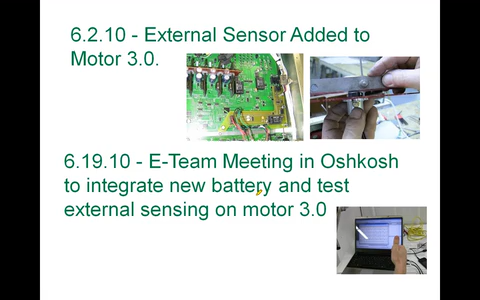 6.2.10 - External Sensor Added to
Motor 3.0.
6.19.10 - E-Team Meeting in Oshkosh
to integrate new battery and test
external sensing on motor 3.0